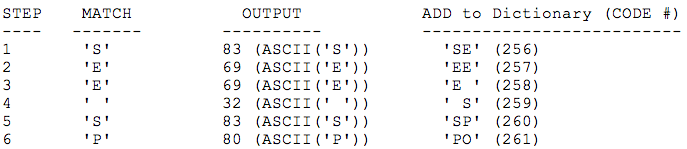 STEP    MATCH           OUTPUT            ADD to Dictionary (CODE #)
----   -------        ----------          --------------------------
1       'S'           83 (ASCII('S'))       'SE' (256)
2       'E'           69 (ASCII('E'))       'EE' (257)
3       'E'           69 (ASCII('E'))       'E ' (258)
4       ' '           32 (ASCII(' '))       ' S' (259)
5       'S'           83 (ASCII('S'))       'SP' (260)
6       'P'           80 (ASCII('P'))       'PO' (261)